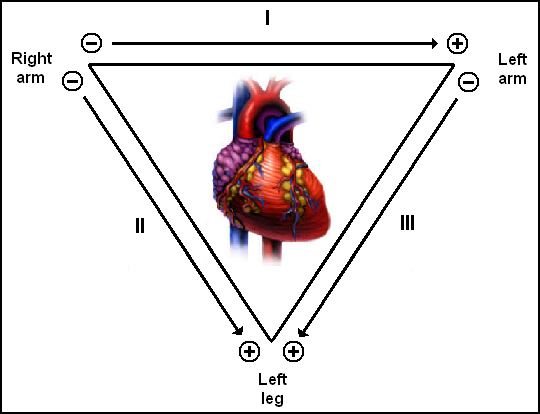 I
− +
Right
arm
−
Left
arm
−
II
III
+ +
Left
leg